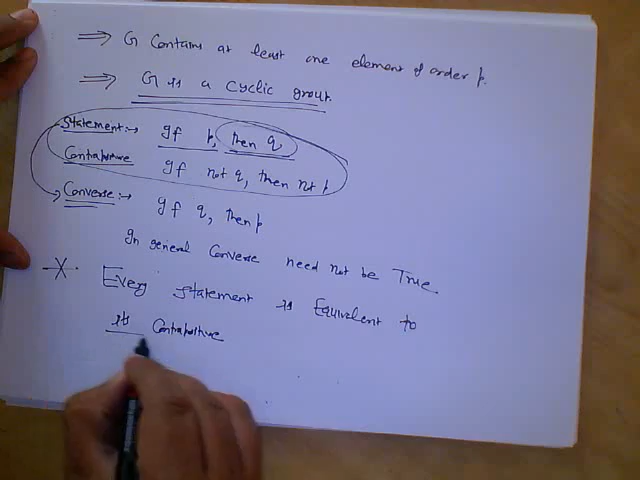 ⇒ G Contains at least one element of order p.
⇒ G is a cyclic group.
Statement:→ If p, then q
Contrapositive If not q, then not p
Converse:→ If q, then p
In general Converse need not be True.
Every statement is Equivalent to
its Contrapositive